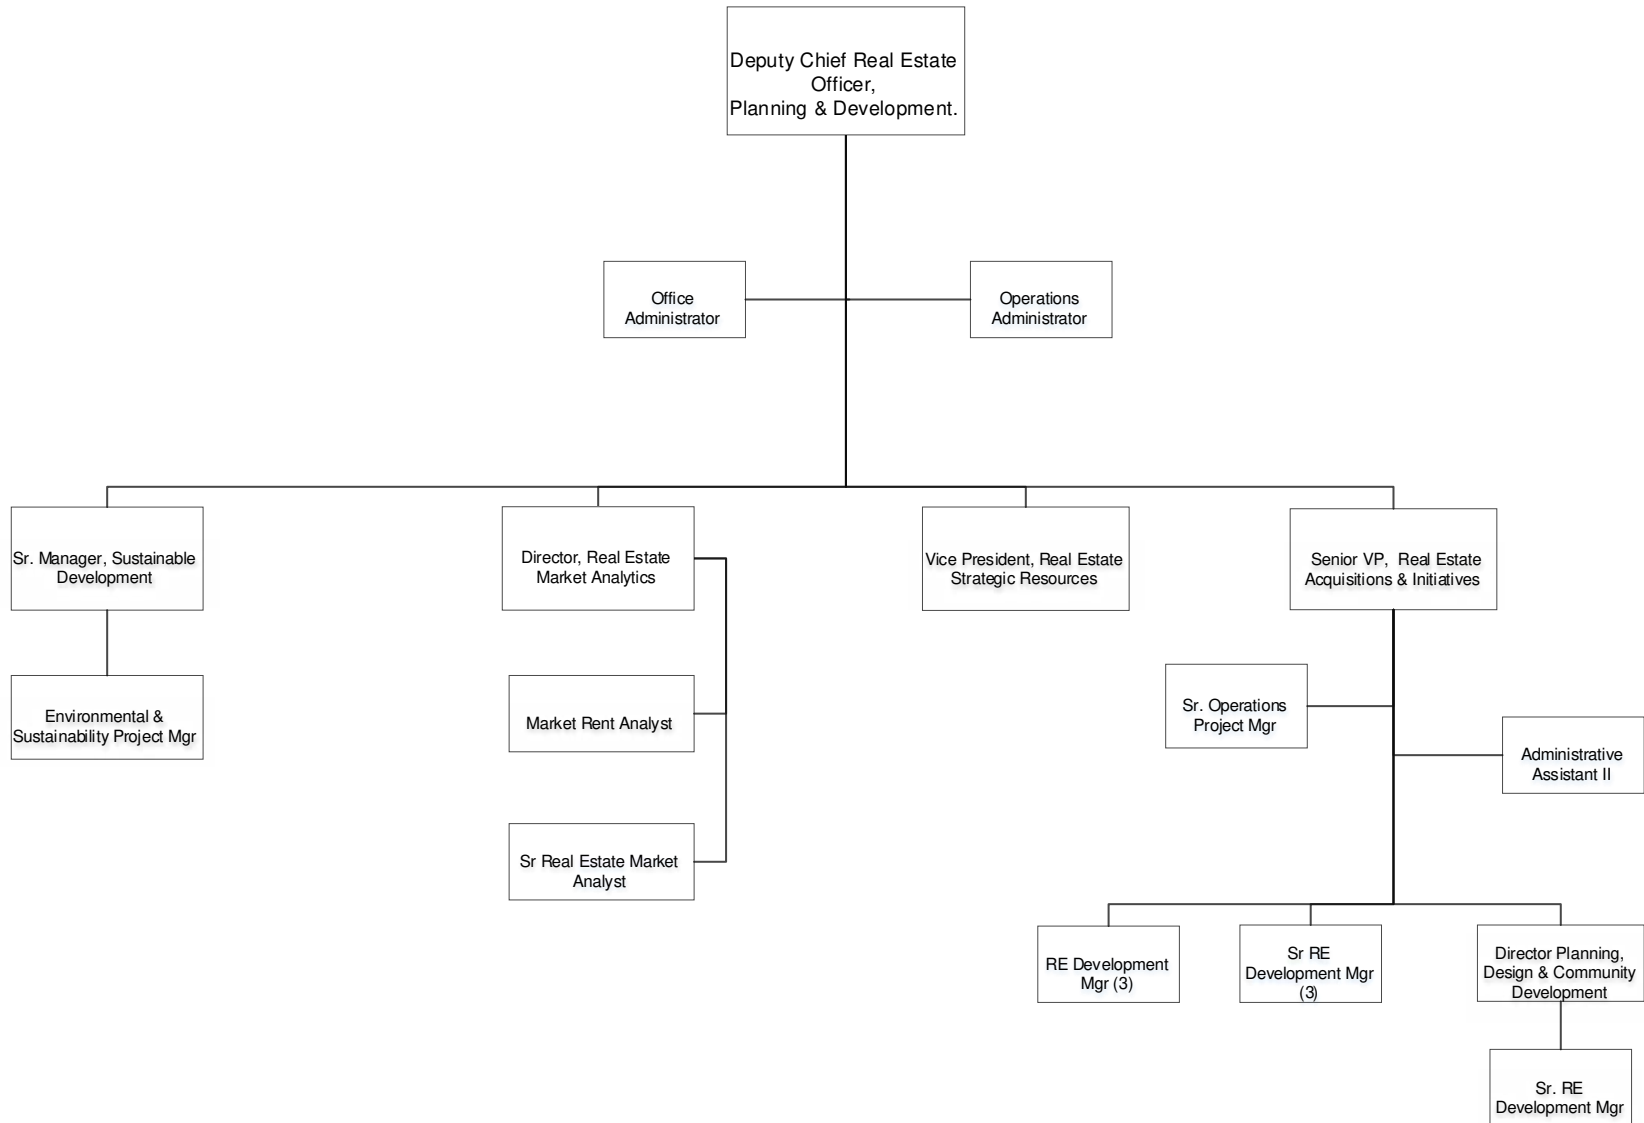 Deputy Chief Real Estate
Officer,
Planning & Development.
Office
Administrator
Operations
Administrator
Sr. Manager, Sustainable
Development
Director, Real Estate
Market Analytics
Vice President, Real Estate
Strategic Resources
Senior VP, Real Estate
Acquisitions & Initiatives
Environmental &
Sustainability Project Mgr
Market Rent Analyst
Sr. Operations
Project Mgr
Administrative
Assistant II
Sr Real Estate Market
Analyst
RE Development
Mgr (3)
Sr RE
Development Mgr
(3)
Director Planning,
Design & Community
Development
Sr. RE
Development Mgr